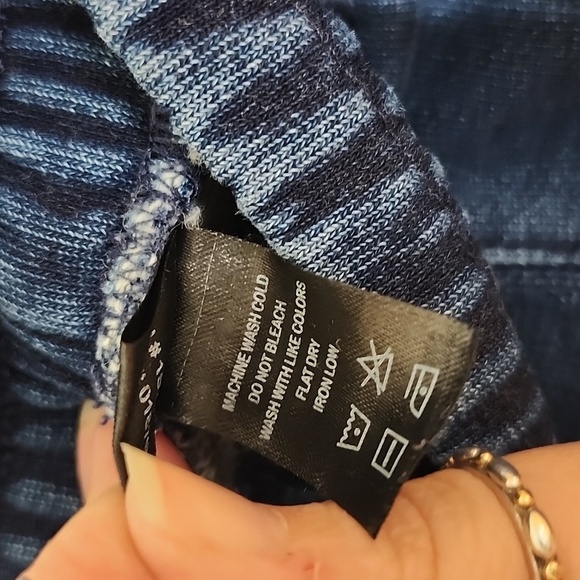 MACHINE WASH COLD
DO NOT BLEACH
WASH WITH LIKE COLORS
FLAT DRY
IRON LOW